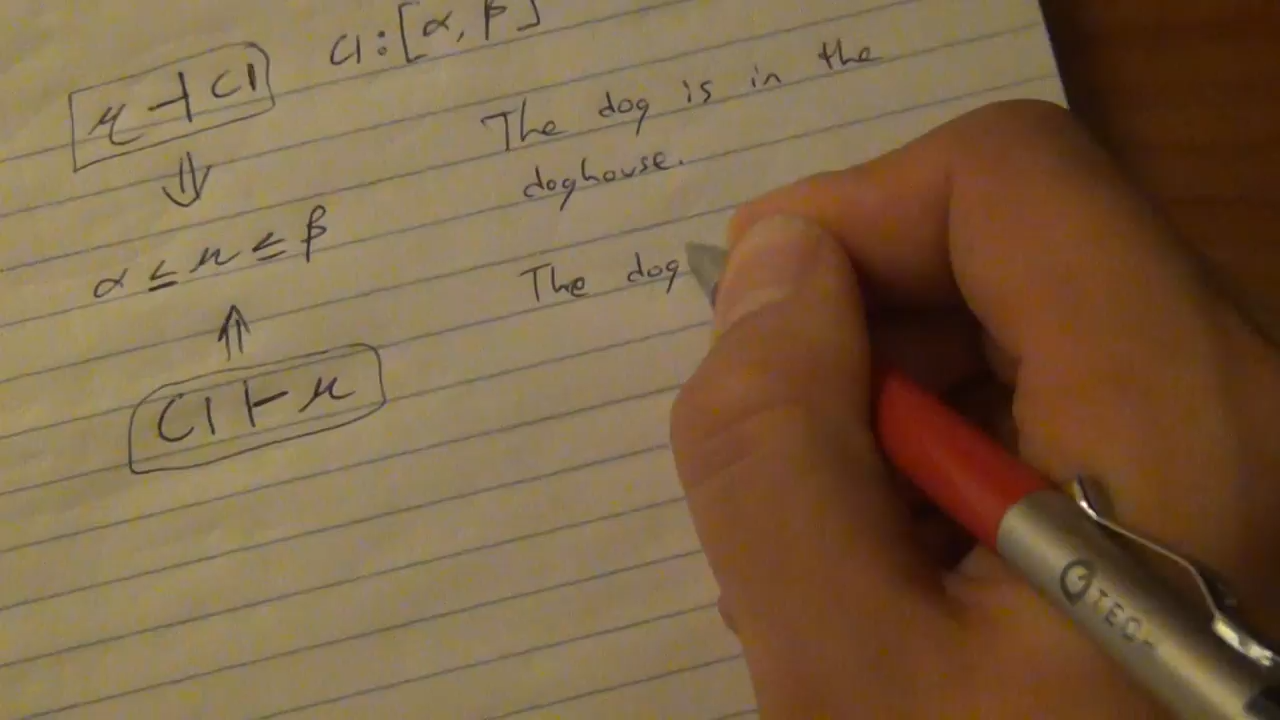 CI : [α, β]
μ ⊣ CI
⇓
α ≤ μ ≤ β
⇑
CI ⊢ μ
The dog is in the
doghouse.
The dog